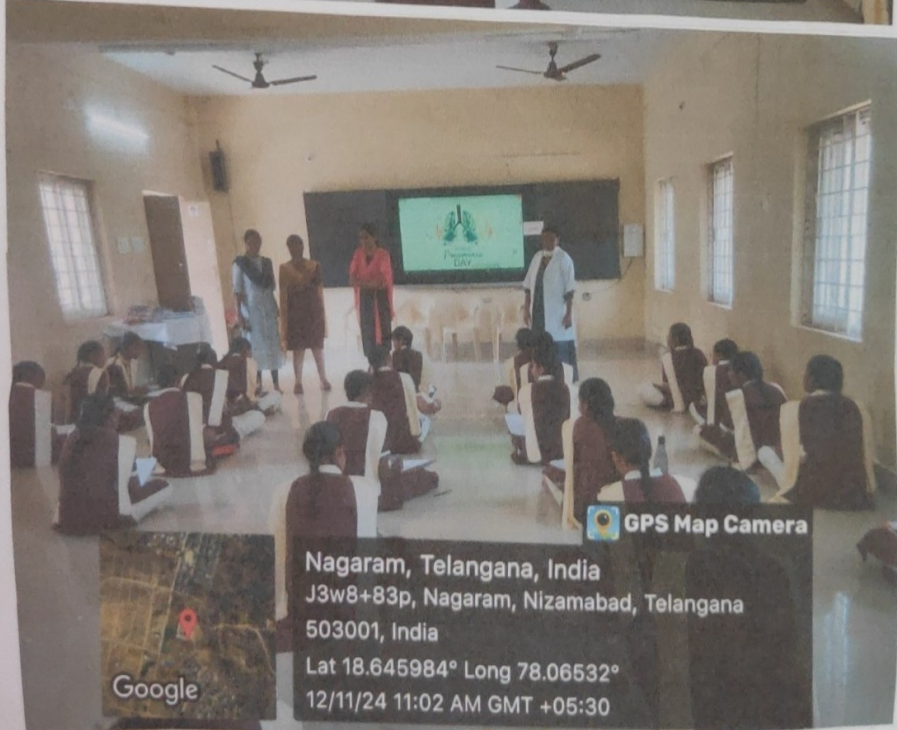 Pneumonia
DAY
GPS Map Camera
Nagaram, Telangana, India
J3w8+83p, Nagaram, Nizamabad, Telangana
503001, India
Lat 18.645984° Long 78.06532°
12/11/24 11:02 AM GMT +05:30
Google